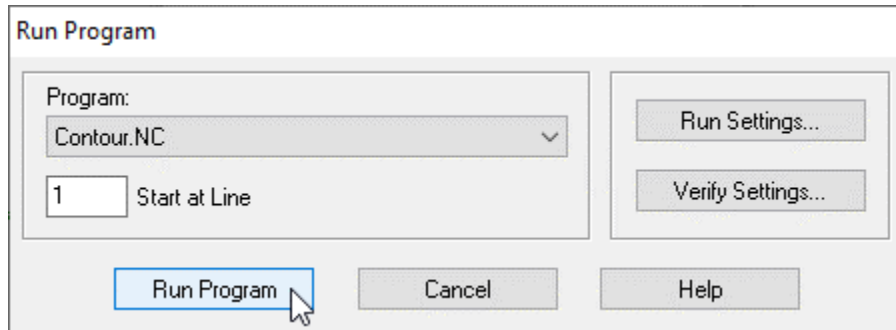 Run Program
Program:
Contour.NC
1 Start at Line
Run Settings...
Verify Settings...
Run Program Cancel Help